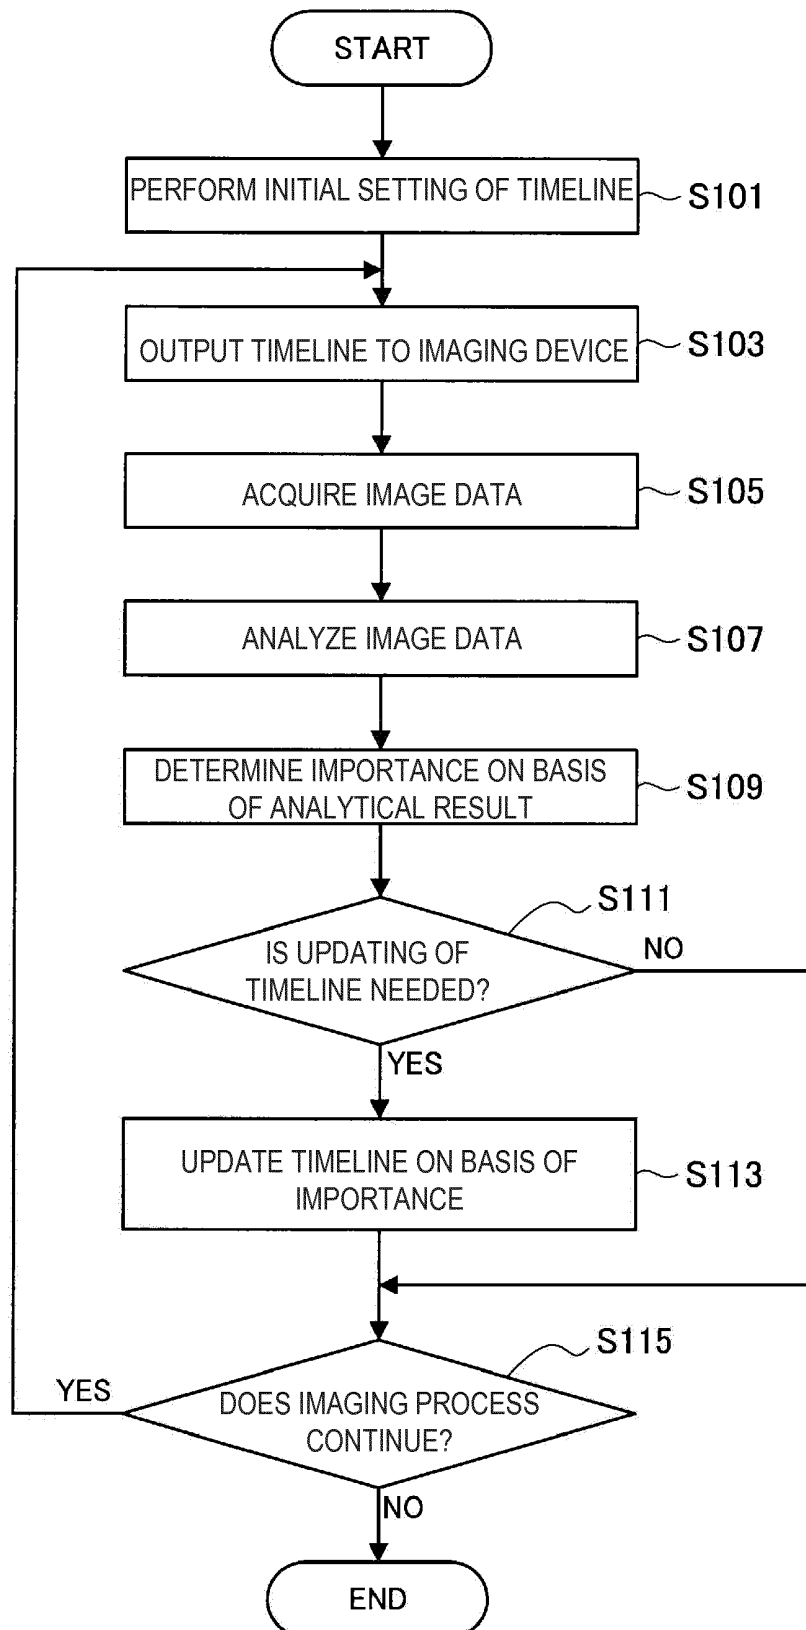 START
PERFORM INITIAL SETTING OF TIMELINE
S101
OUTPUT TIMELINE TO IMAGING DEVICE
S103
ACQUIRE IMAGE DATA
S105
ANALYZE IMAGE DATA
S107
DETERMINE IMPORTANCE ON BASIS
OF ANALYTICAL RESULT
S109
S111
IS UPDATING OF
TIMELINE NEEDED?
NO
YES
UPDATE TIMELINE ON BASIS OF
IMPORTANCE
S113
S115
YES
DOES IMAGING PROCESS
CONTINUE?
NO
END